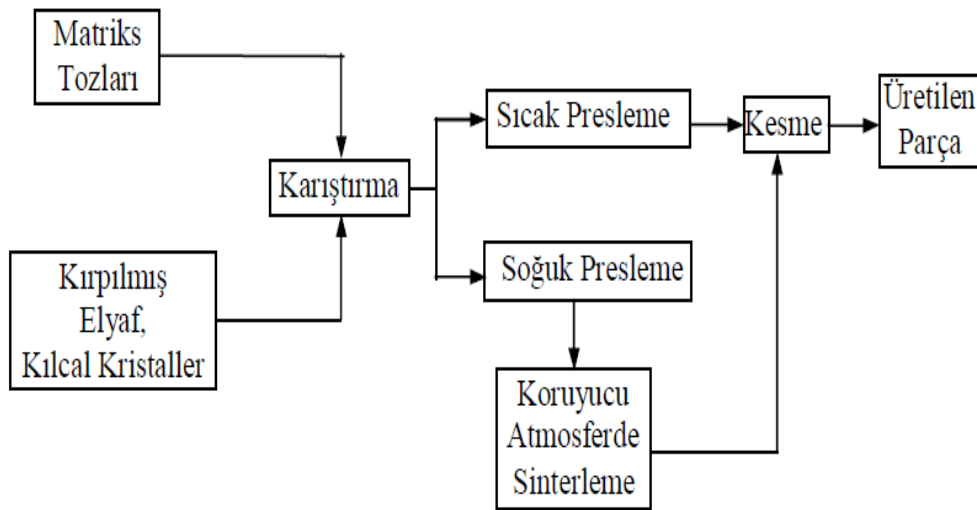 Matriks
Tozları
Kırpılmış
Elyaf,
Kılcal Kristaller
Karıştırma
Sıcak Presleme
Soğuk Presleme
Koruyucu
Atmosferde
Sinterleme
Kesme
Üretilen
Parça